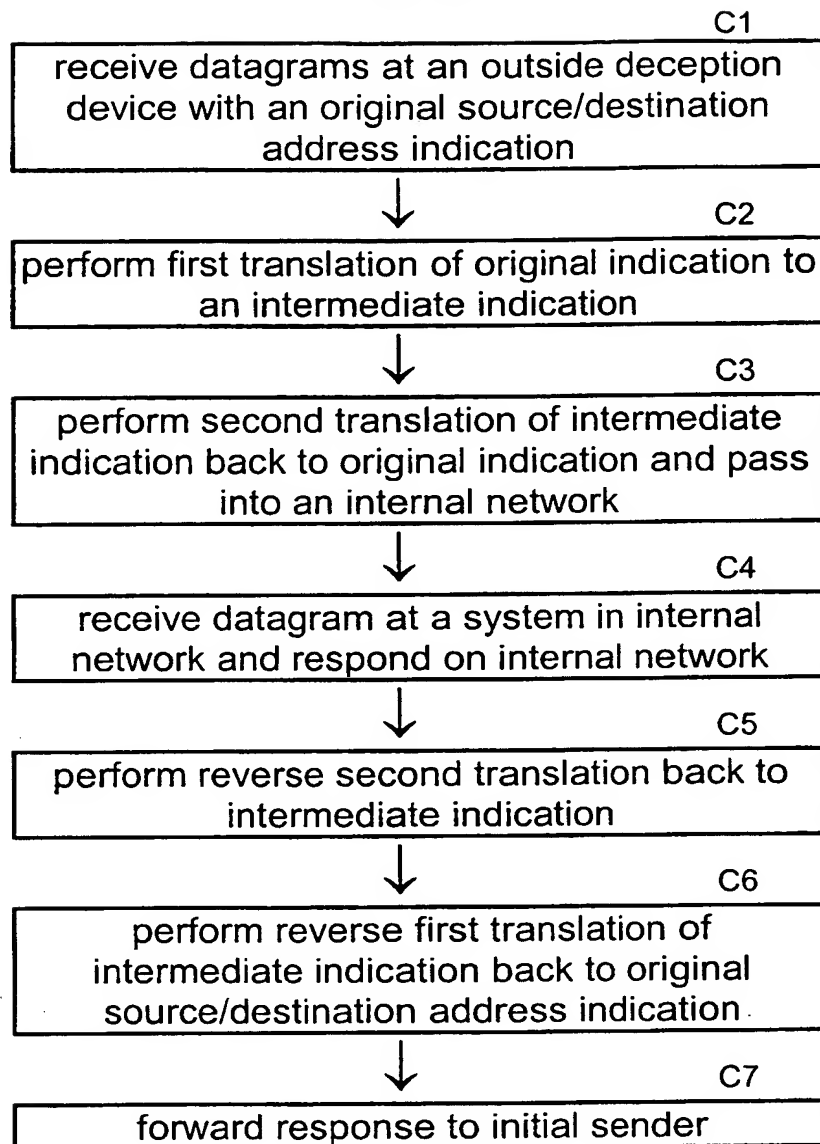 C1
receive datagrams at an outside deception
device with an original source/destination
address indication
C2
perform first translation of original indication to
an intermediate indication
C3
perform second translation of intermediate
indication back to original indication and pass
into an internal network
C4
receive datagram at a system in internal
network and respond on internal network
C5
perform reverse second translation back to
intermediate indication
C6
perform reverse first translation of
intermediate indication back to original
source/destination address indication
C7
forward response to initial sender